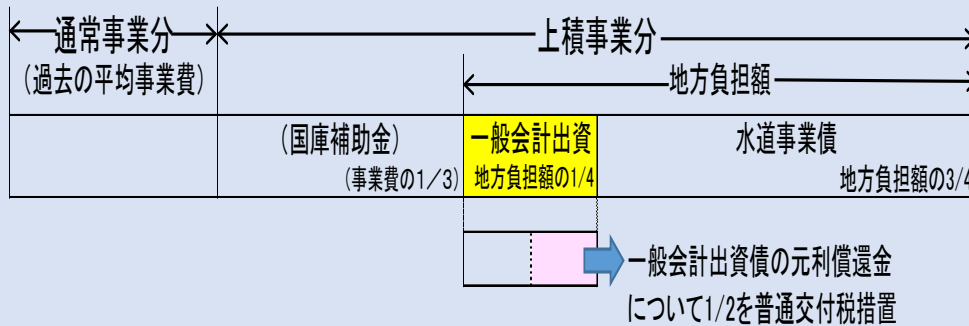 通常事業分
(過去の平均事業費)
上積事業分
地方負担額
(国庫補助金)
(事業費の1/3)
一般会計出資
地方負担額の1/4
水道事業債
地方負担額の3/4
一般会計出資債の元利償還金
について1/2を普通交付税措置